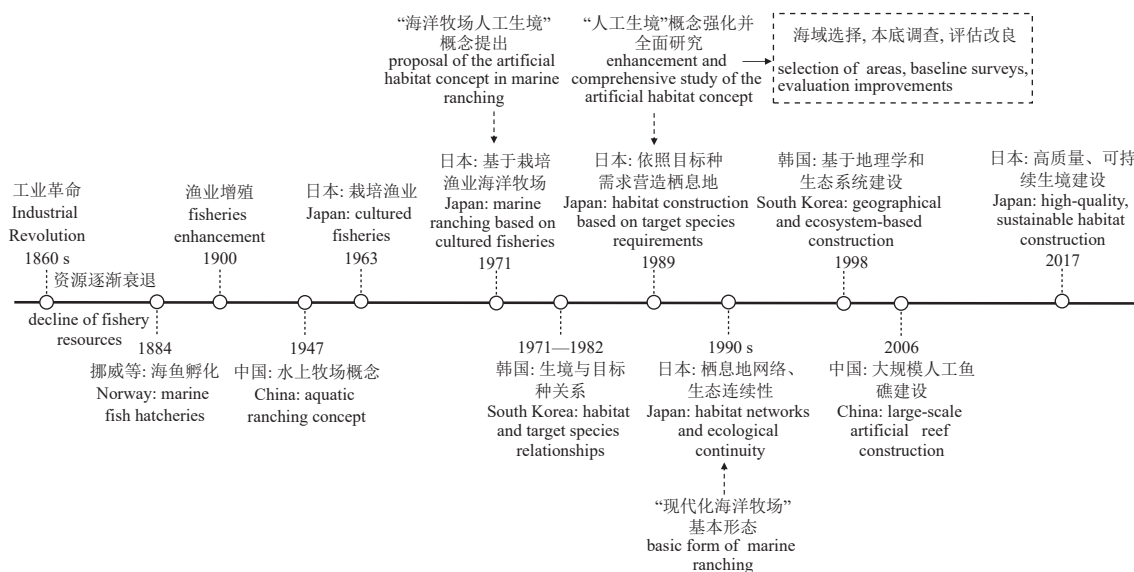 “海洋牧场人工生境”
概念提出
proposal of the artificial
habitat concept in marine
ranching
“人工生境”概念强化并
全面研究
enhancement and
comprehensive study of the
artificial habitat concept
海域选择, 本底调查, 评估改良
selection of areas, baseline surveys,
evaluation improvements
工业革命
Industrial
Revolution
1860 s
渔业增殖
fisheries
enhancement
1900
日本: 栽培渔业
Japan: cultured
fisheries
1963
日本: 基于栽培
渔业海洋牧场
Japan: marine
ranching based on
cultured fisheries
1971
日本: 依照目标种
需求营造栖息地
Japan: habitat construction
based on target species
requirements
1989
韩国: 基于地理学和
生态系统建设
South Korea: geographical
and ecosystem-based
construction
1998
日本: 高质量、可持
续生境建设
Japan: high-quality,
sustainable habitat
construction
2017
资源逐渐衰退
decline of fishery
resources
1884
挪威等: 海鱼孵化
Norway: marine
fish hatcheries
1947
中国: 水上牧场概念
China: aquatic
ranching concept
1971—1982
韩国: 生境与目标
种关系
South Korea: habitat
and target species
relationships
1990 s
日本: 栖息地网络、
生态连续性
Japan: habitat networks
and ecological
continuity
2006
中国: 大规模人工鱼
礁建设
China: large-scale
artificial reef
construction
“现代化海洋牧场”
基本形态
basic form of marine
ranching